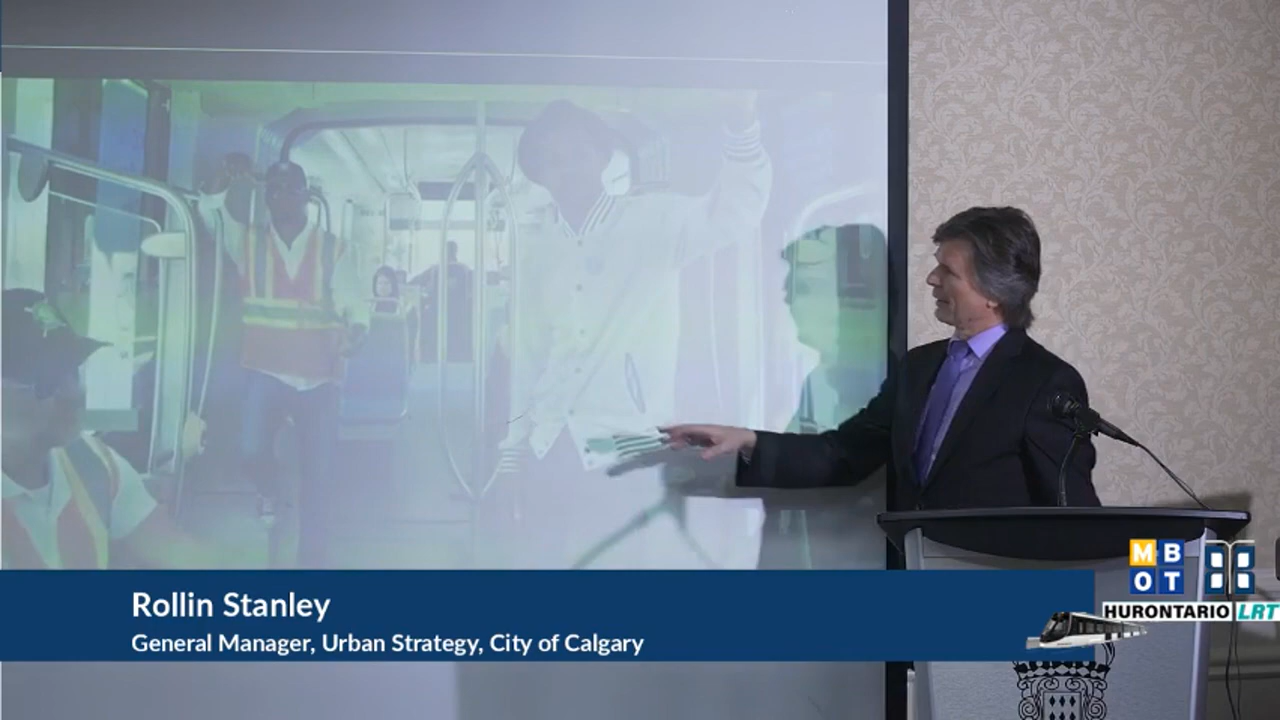 Rollin Stanley
General Manager, Urban Strategy, City of Calgary
MB
OT
HURONTARIO LRT